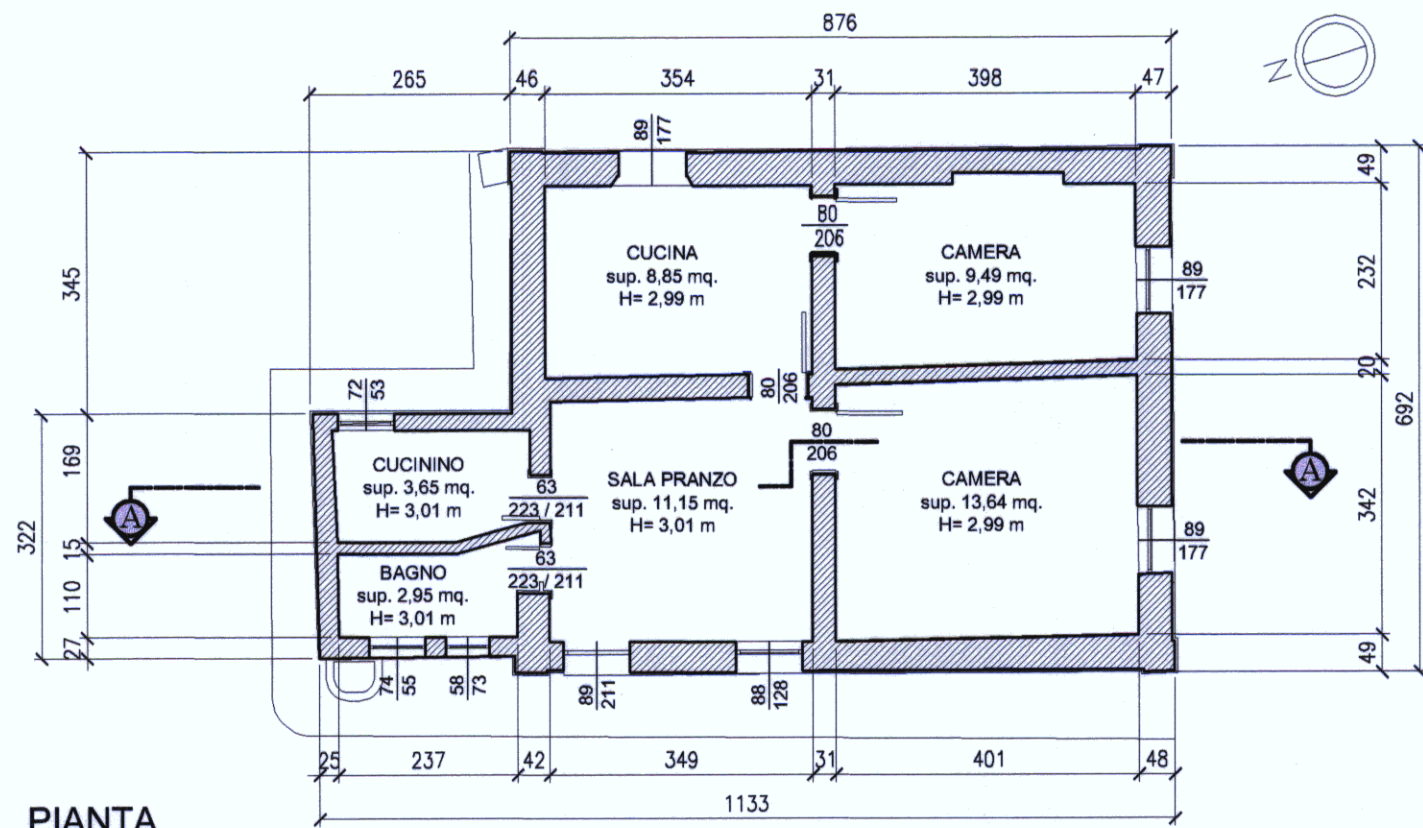 876
265
46
354
31
398
47
N
89
177
49
345
80
206
CUCINA
sup. 8,85 mq.
H= 2,99 m
CAMERA
sup. 9,49 mq.
H= 2,99 m
89
177
232
20
692
72
53
80
206
80
206
169
CUCININO
sup. 3,65 mq.
H= 3,01 m
63
223 / 211
SALA PRANZO
sup. 11,15 mq.
H= 3,01 m
CAMERA
sup. 13,64 mq.
H= 2,99 m
A
A
342
322
15
110
27
BAGNO
sup. 2,95 mq.
H= 3,01 m
63
223 / 211
89
177
49
74
55
58
73
89
211
88
128
25
237
42
349
31
401
48
1133
PIANTA